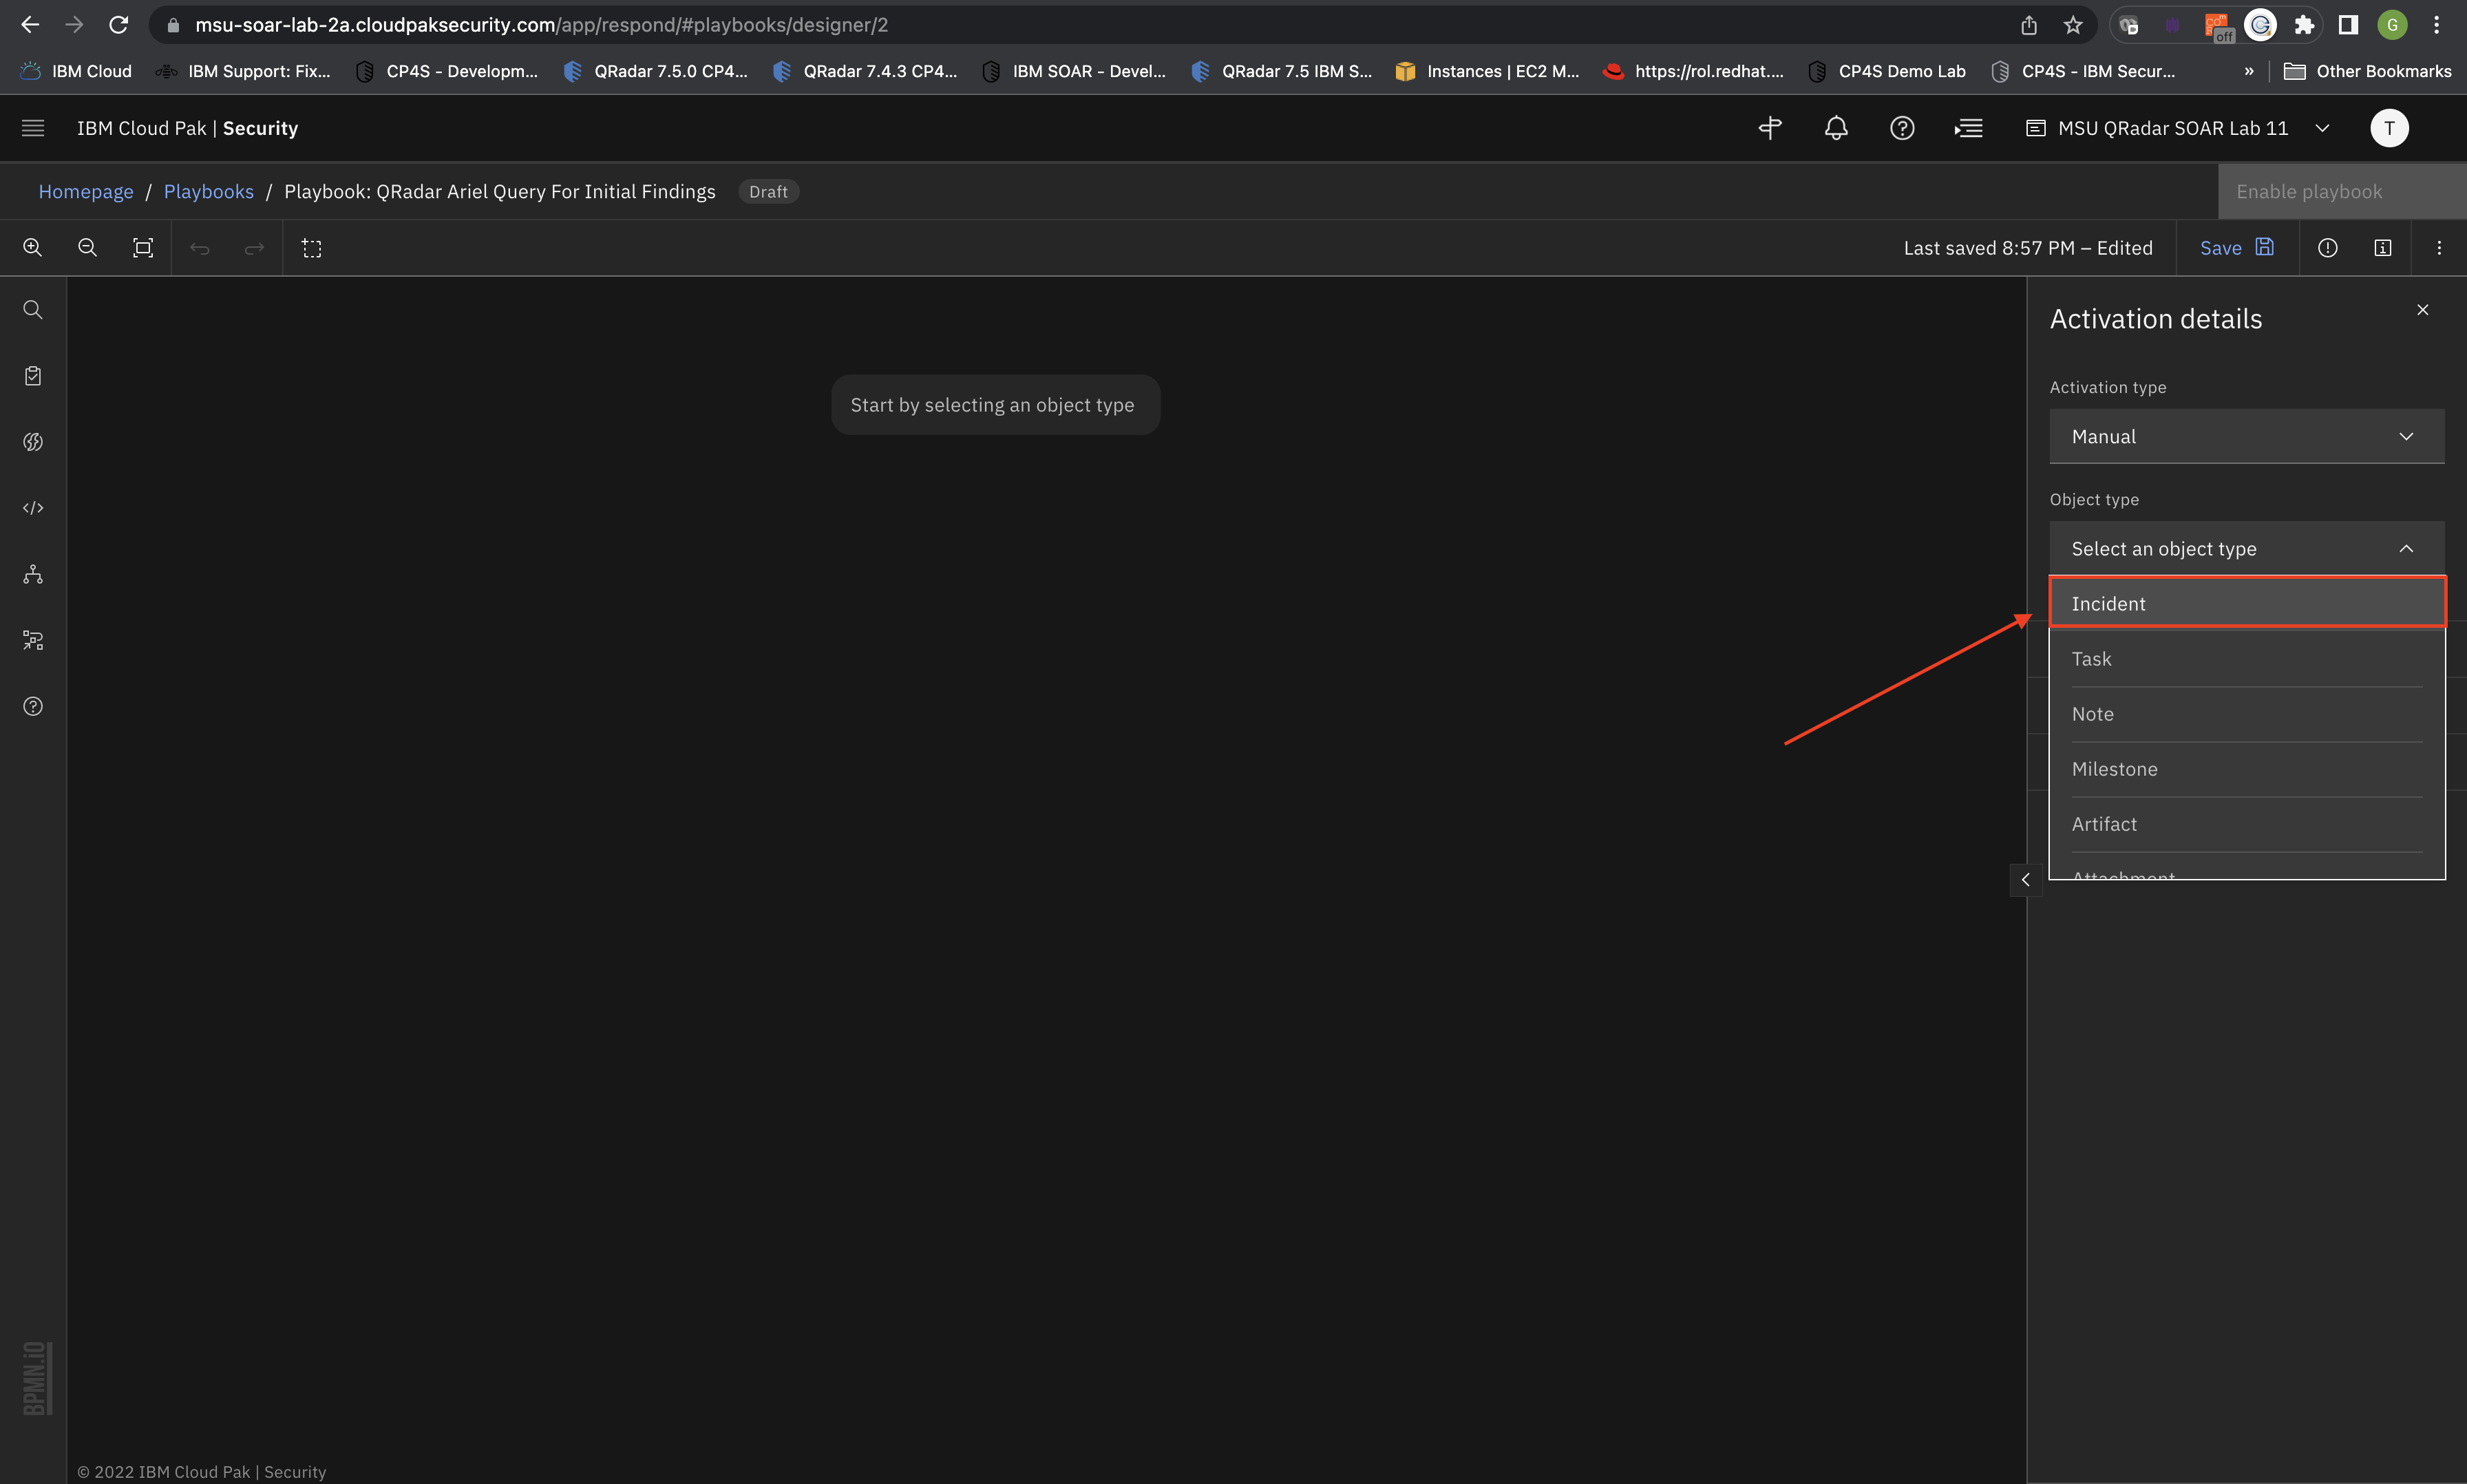 msu-soar-lab-2a.cloudpaksecurity.com/app/respond/#playbooks/designer/2
off
G
IBM Cloud
IBM Support: Fix...
CP4S - Developm...
QRadar 7.5.0 CP4...
QRadar 7.4.3 CP4...
IBM SOAR - Devel...
QRadar 7.5 IBM S...
Instances | EC2 M...
https://rol.redhat....
CP4S Demo Lab
CP4S - IBM Secur...
»
Other Bookmarks
IBM Cloud Pak | Security
MSU QRadar SOAR Lab 11
T
Homepage / Playbooks / Playbook: QRadar Ariel Query For Initial Findings
Draft
Enable playbook
Last saved 8:57 PM – Edited
Save
Activation details
Start by selecting an object type
Activation type
Manual
Object type
Select an object type
Incident
Task
Note
Milestone
Artifact
Attachment
BPMN.iO
© 2022 IBM Cloud Pak | Security